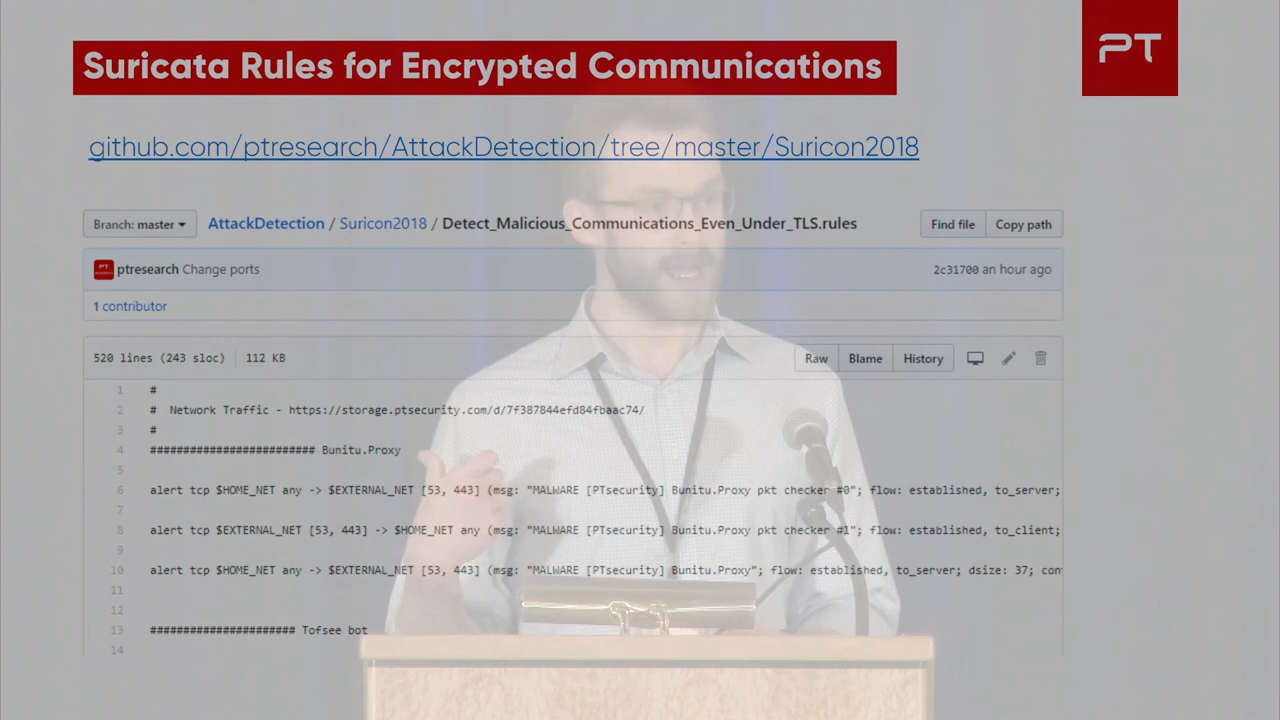 Suricata Rules for Encrypted Communications
PT
github.com/ptresearch/AttackDetection/tree/master/Suricon2018
Branch: master AttackDetection / Suricon2018 / Detect_Malicious_Communications_Even_Under_TLS.rules Find file Copy path
ptresearch Change ports 2c31700 an hour ago
1 contributor
520 lines (243 sloc) 112 KB Raw Blame History
1 #
2 # Network Traffic - https://storage.ptsecurity.com/d/7f387844efd84fbaac74/
3 #
4 ######################### Bunitu.Proxy
5
6 alert tcp $HOME_NET any -> $EXTERNAL_NET [53, 443] (msg: "MALWARE [PTsecurity] Bunitu.Proxy pkt checker #0"; flow: established, to_server;
7
8 alert tcp $EXTERNAL_NET [53, 443] -> $HOME_NET any (msg: "MALWARE [PTsecurity] Bunitu.Proxy pkt checker #1"; flow: established, to_client;
9
10 alert tcp $HOME_NET any -> $EXTERNAL_NET [53, 443] (msg: "MALWARE [PTsecurity] Bunitu.Proxy"; flow: established, to_server; dsize: 37; con
11
12
13 ###################### Tofsee bot
14